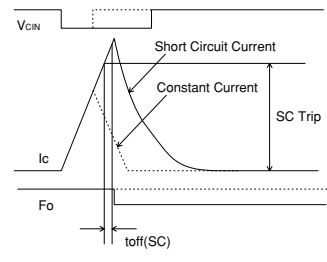 VCIN
Short Circuit Current
Constant Current
SC Trip
Ic
Fo
toff(SC)